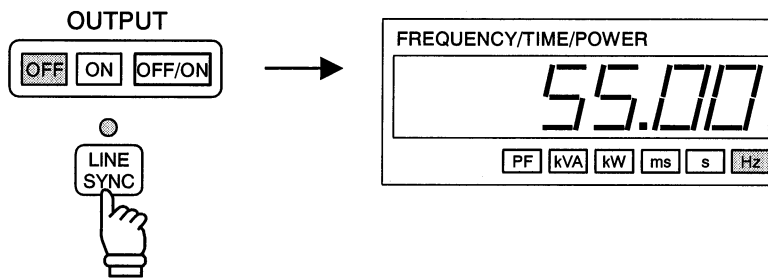 OUTPUT
OFF ON OFF/ON
LINE
SYNC
FREQUENCY/TIME/POWER
55.00
PF kVA kW ms s Hz